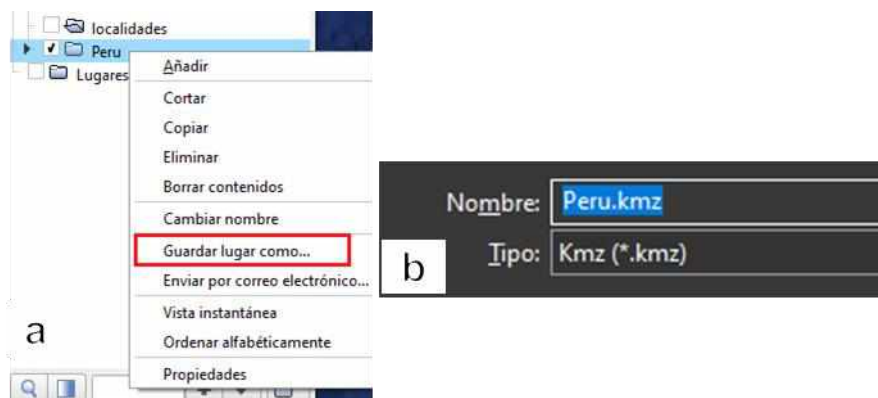 localidades
Peru
Lugares
Añadir
Cortar
Copiar
Eliminar
Borrar contenidos
Cambiar nombre
Guardar lugar como...
Enviar por correo electrónico...
Vista instantánea
Ordenar alfabéticamente
Propiedades
a
Nombre: Peru.kmz
Tipo: Kmz (*.kmz)
b